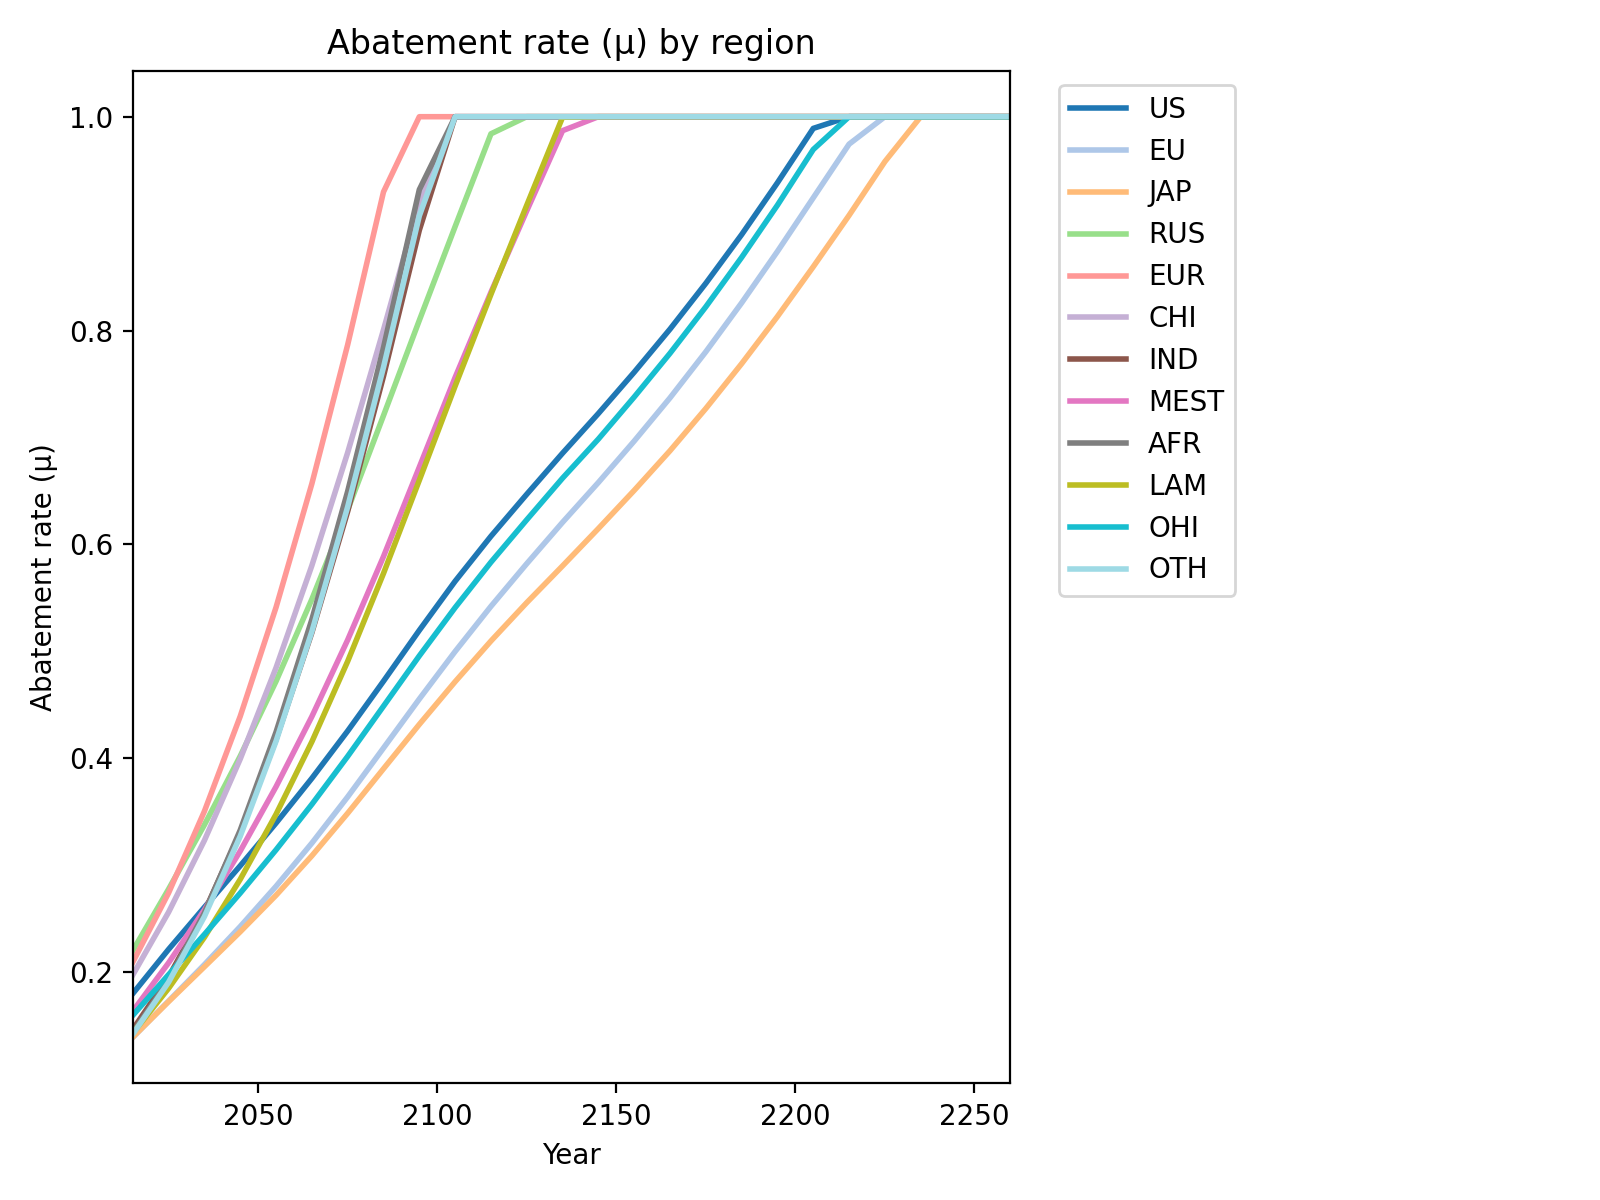 Abatement rate (μ) by region
1.0
0.8
0.6
0.4
0.2
Abatement rate (μ)
2050 2100 2150 2200 2250
Year
US
EU
JAP
RUS
EUR
CHI
IND
MEST
AFR
LAM
OHI
OTH